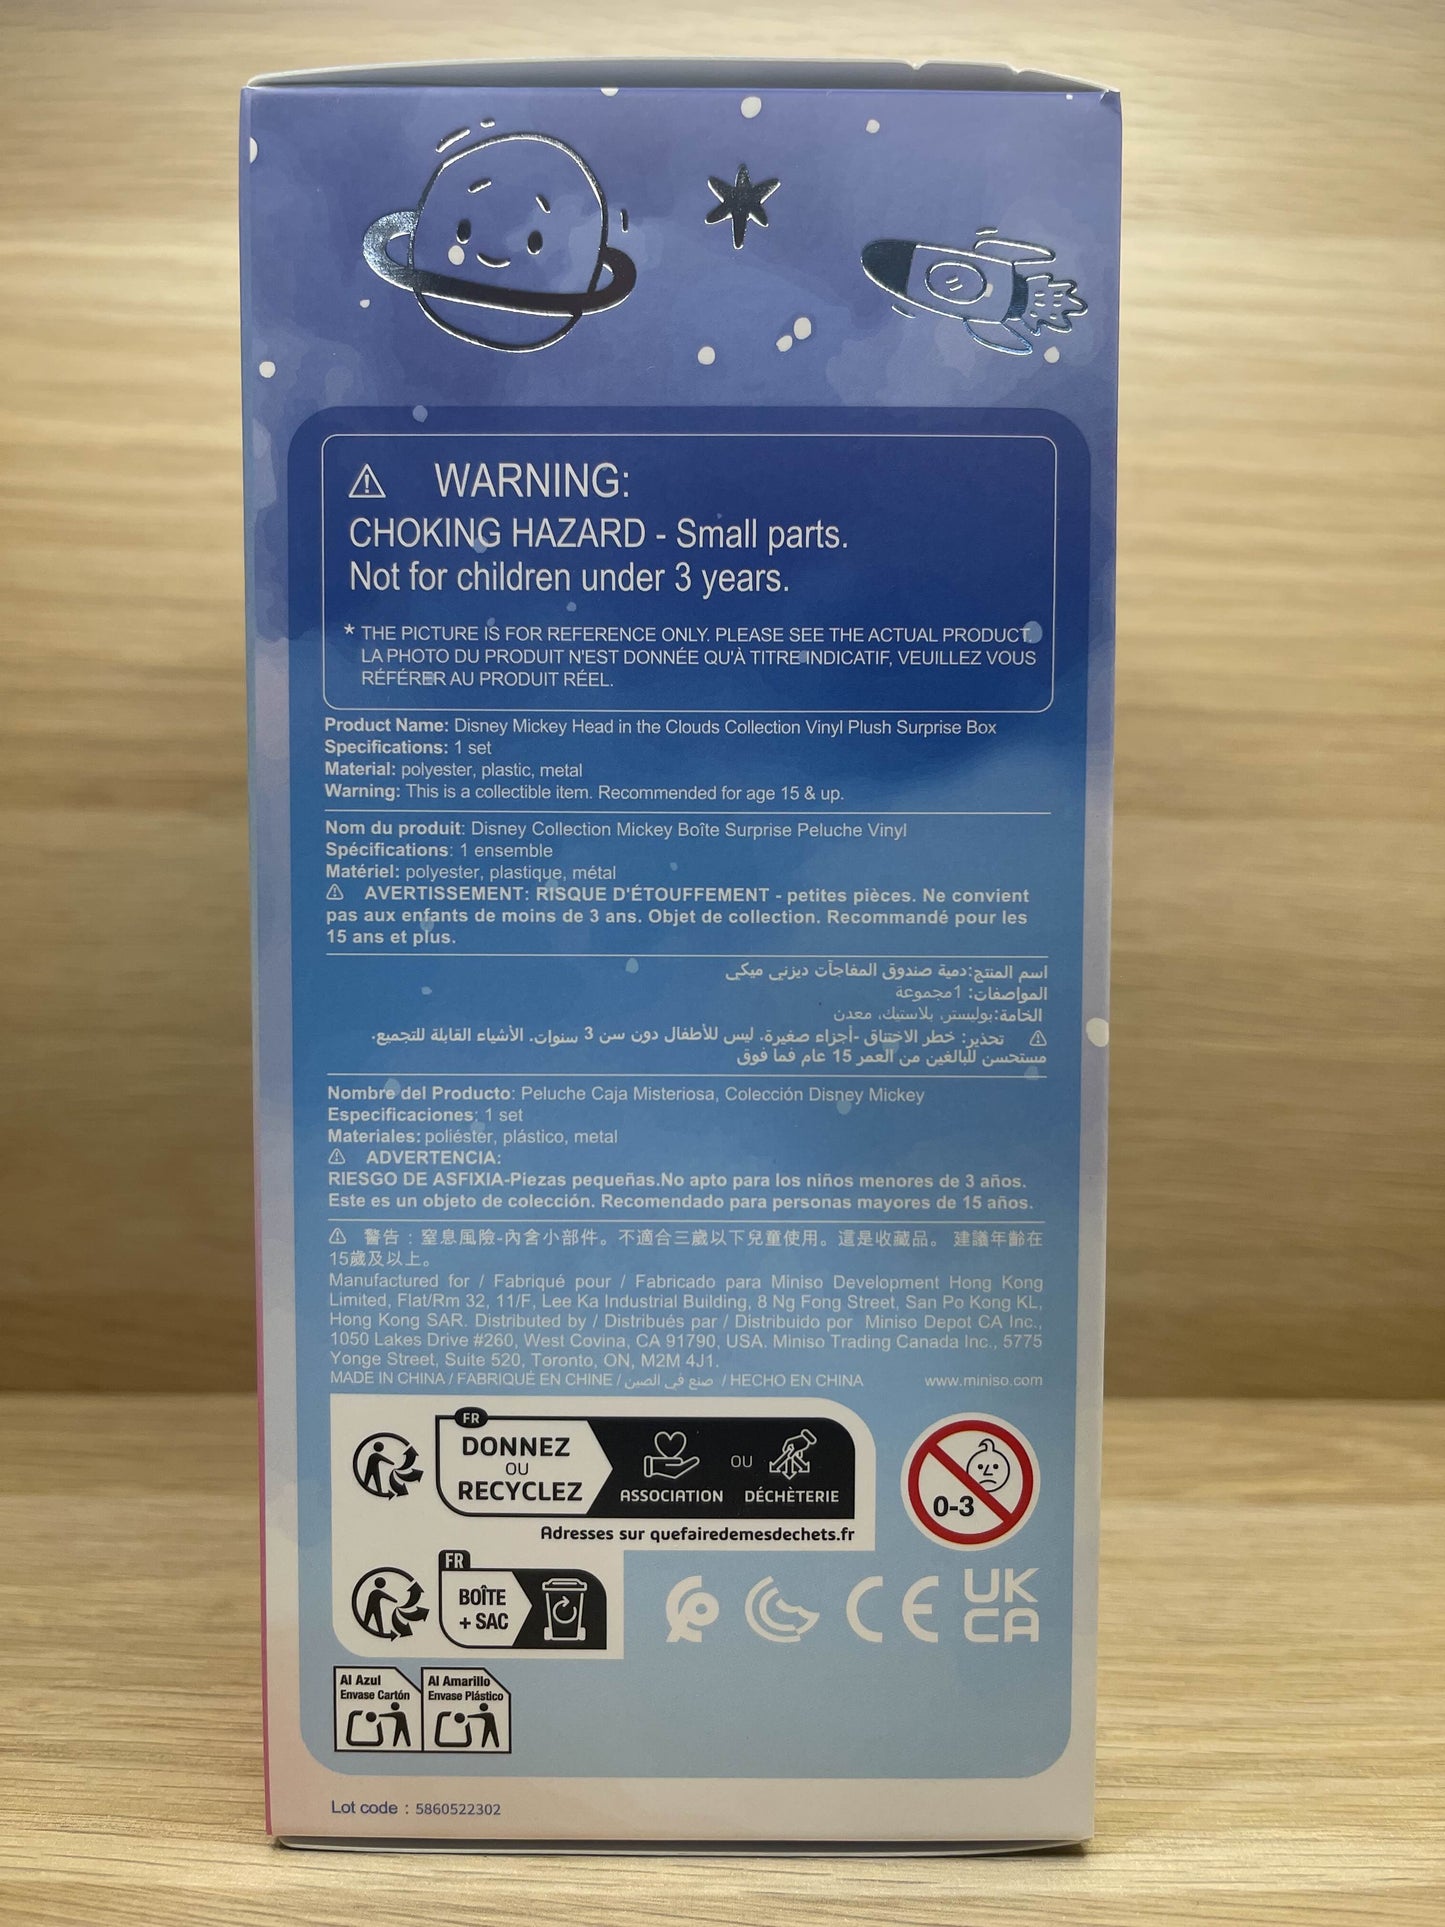 WARNING:
CHOKING HAZARD - Small parts.
Not for children under 3 years.
* THE PICTURE IS FOR REFERENCE ONLY. PLEASE SEE THE ACTUAL PRODUCT.
LA PHOTO DU PRODUIT N'EST DONNÉE QU'À TITRE INDICATIF, VEUILLEZ VOUS
RÉFÉRER AU PRODUIT RÉEL.
Product Name: Disney Mickey Head in the Clouds Collection Vinyl Plush Surprise Box
Specifications: 1 set
Material: polyester, plastic, metal
Warning: This is a collectible item. Recommended for age 15 & up.
Nom du produit: Disney Collection Mickey Boîte Surprise Peluche Vinyl
Spécifications: 1 ensemble
Matériel: polyester, plastique, métal
AVERTISSEMENT: RISQUE D'ÉTOUFFEMENT - petites pièces. Ne convient
pas aux enfants de moins de 3 ans. Objet de collection. Recommandé pour les
15 ans et plus.
اسم المنتج:دمية صندوق المفاجآت ديزني ميكي
المواصفات: 1مجموعة
الخامة:بوليستر، بلاستيك، معدن
تحذير: خطر الاختناق -أجزاء صغيرة. ليس للأطفال دون سن 3 سنوات. الأشياء القابلة للتجميع.
مستحسن للبالغين من العمر 15 عام فما فوق
Nombre del Producto: Peluche Caja Misteriosa, Colección Disney Mickey
Especificaciones: 1 set
Materiales: poliéster, plástico, metal
ADVERTENCIA:
RIESGO DE ASFIXIA-Piezas pequeñas.No apto para los niños menores de 3 años.
Este es un objeto de colección. Recomendado para personas mayores de 15 años.
警告：窒息風險-內含小部件。不適合三歲以下兒童使用。這是收藏品。 建議年齡在
15歲及以上。
Manufactured for / Fabriqué pour / Fabricado para Miniso Development Hong Kong
Limited, Flat/Rm 32, 11/F, Lee Ka Industrial Building, 8 Ng Fong Street, San Po Kong KL,
Hong Kong SAR. Distributed by / Distribués par / Distribuido por Miniso Depot CA Inc.,
1050 Lakes Drive #260, West Covina, CA 91790, USA. Miniso Trading Canada Inc., 5775
Yonge Street, Suite 520, Toronto, ON, M2M 4J1.
MADE IN CHINA / FABRIQUÉ EN CHINE / صنع في الصين / HECHO EN CHINA www.miniso.com
FR
DONNEZ
OU
RECYCLEZ
ASSOCIATION
OU
DÉCHÈTERIE
Adresses sur quefairedemesdechets.fr
0-3
FR
BOÎTE
+ SAC
CE
UK
CA
Al Azul
Envase Cartón
Al Amarillo
Envase Plástico
Lot code : 5860522302